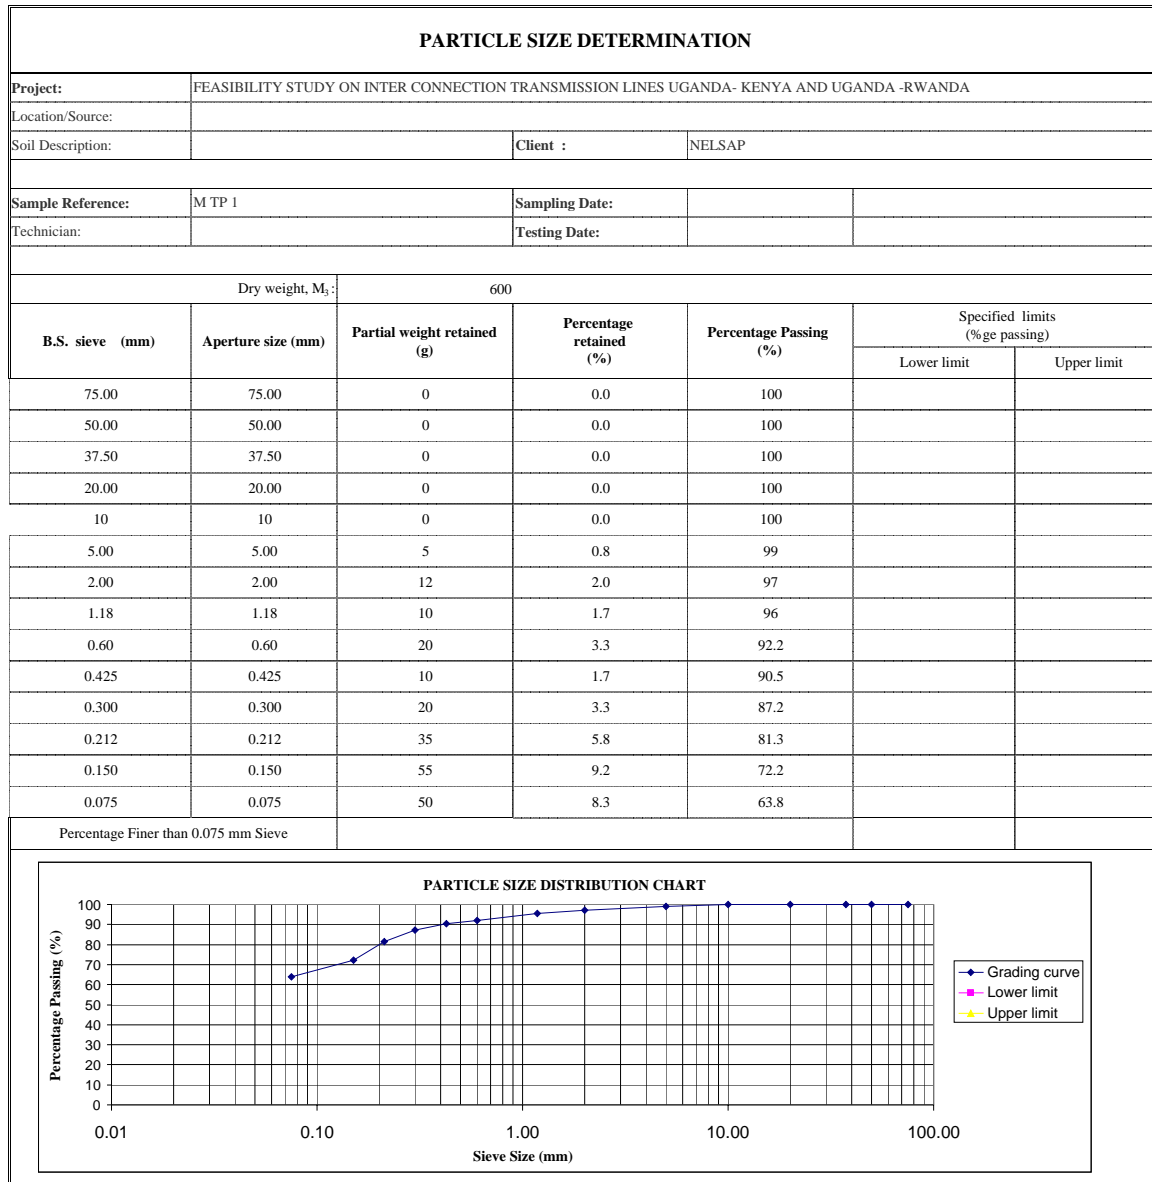 PARTICLE SIZE DETERMINATION
Project: FEASIBILITY STUDY ON INTER CONNECTION TRANSMISSION LINES UGANDA- KENYA AND UGANDA -RWANDA
Location/Source:
Soil Description: Client : NELSAP
Sample Reference: M TP 1 Sampling Date:
Technician: Testing Date:
Dry weight, M3: 600
B.S. sieve (mm) Aperture size (mm) Partial weight retained (g) Percentage retained (%) Percentage Passing (%) Specified limits (%ge passing)
Lower limit Upper limit
75.00 75.00 0 0.0 100
50.00 50.00 0 0.0 100
37.50 37.50 0 0.0 100
20.00 20.00 0 0.0 100
10 10 0 0.0 100
5.00 5.00 5 0.8 99
2.00 2.00 12 2.0 97
1.18 1.18 10 1.7 96
0.60 0.60 20 3.3 92.2
0.425 0.425 10 1.7 90.5
0.300 0.300 20 3.3 87.2
0.212 0.212 35 5.8 81.3
0.150 0.150 55 9.2 72.2
0.075 0.075 50 8.3 63.8
Percentage Finer than 0.075 mm Sieve
PARTICLE SIZE DISTRIBUTION CHART
Percentage Passing (%)
100
90
80
70
60
50
40
30
20
10
0
0.01 0.10 1.00 10.00 100.00
Sieve Size (mm)
Grading curve
Lower limit
Upper limit